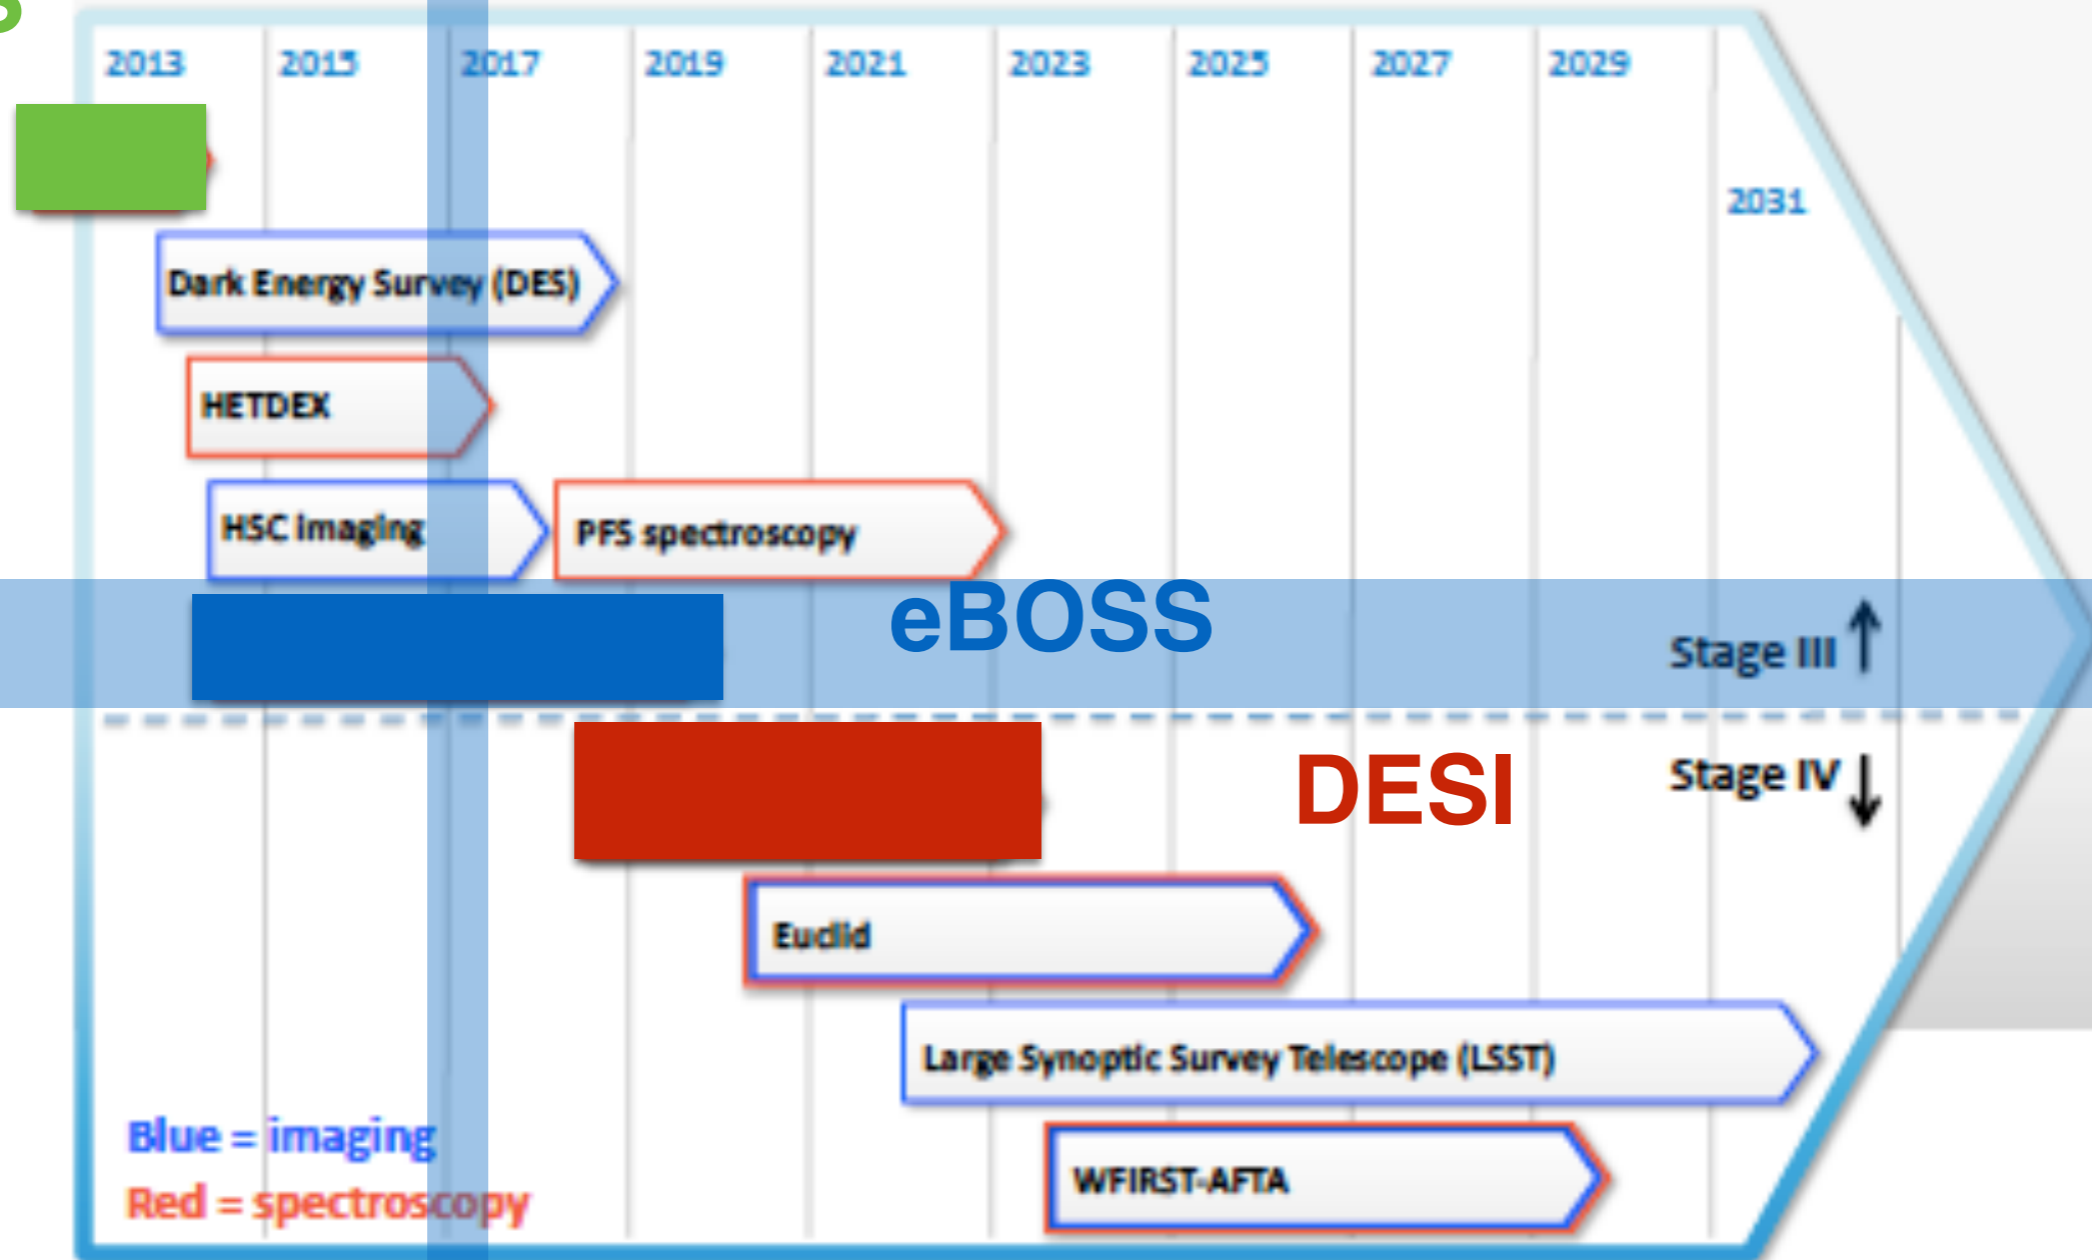 S
2013 2015 2017 2019 2021 2023 2025 2027 2029
2031
Dark Energy Survey (DES)
HETDEX
HSC imaging PFS spectroscopy
eBOSS
Stage III ↑
DESI
Stage IV ↓
Euclid
Large Synoptic Survey Telescope (LSST)
WFIRST-AFTA
Blue = imaging
Red = spectroscopy